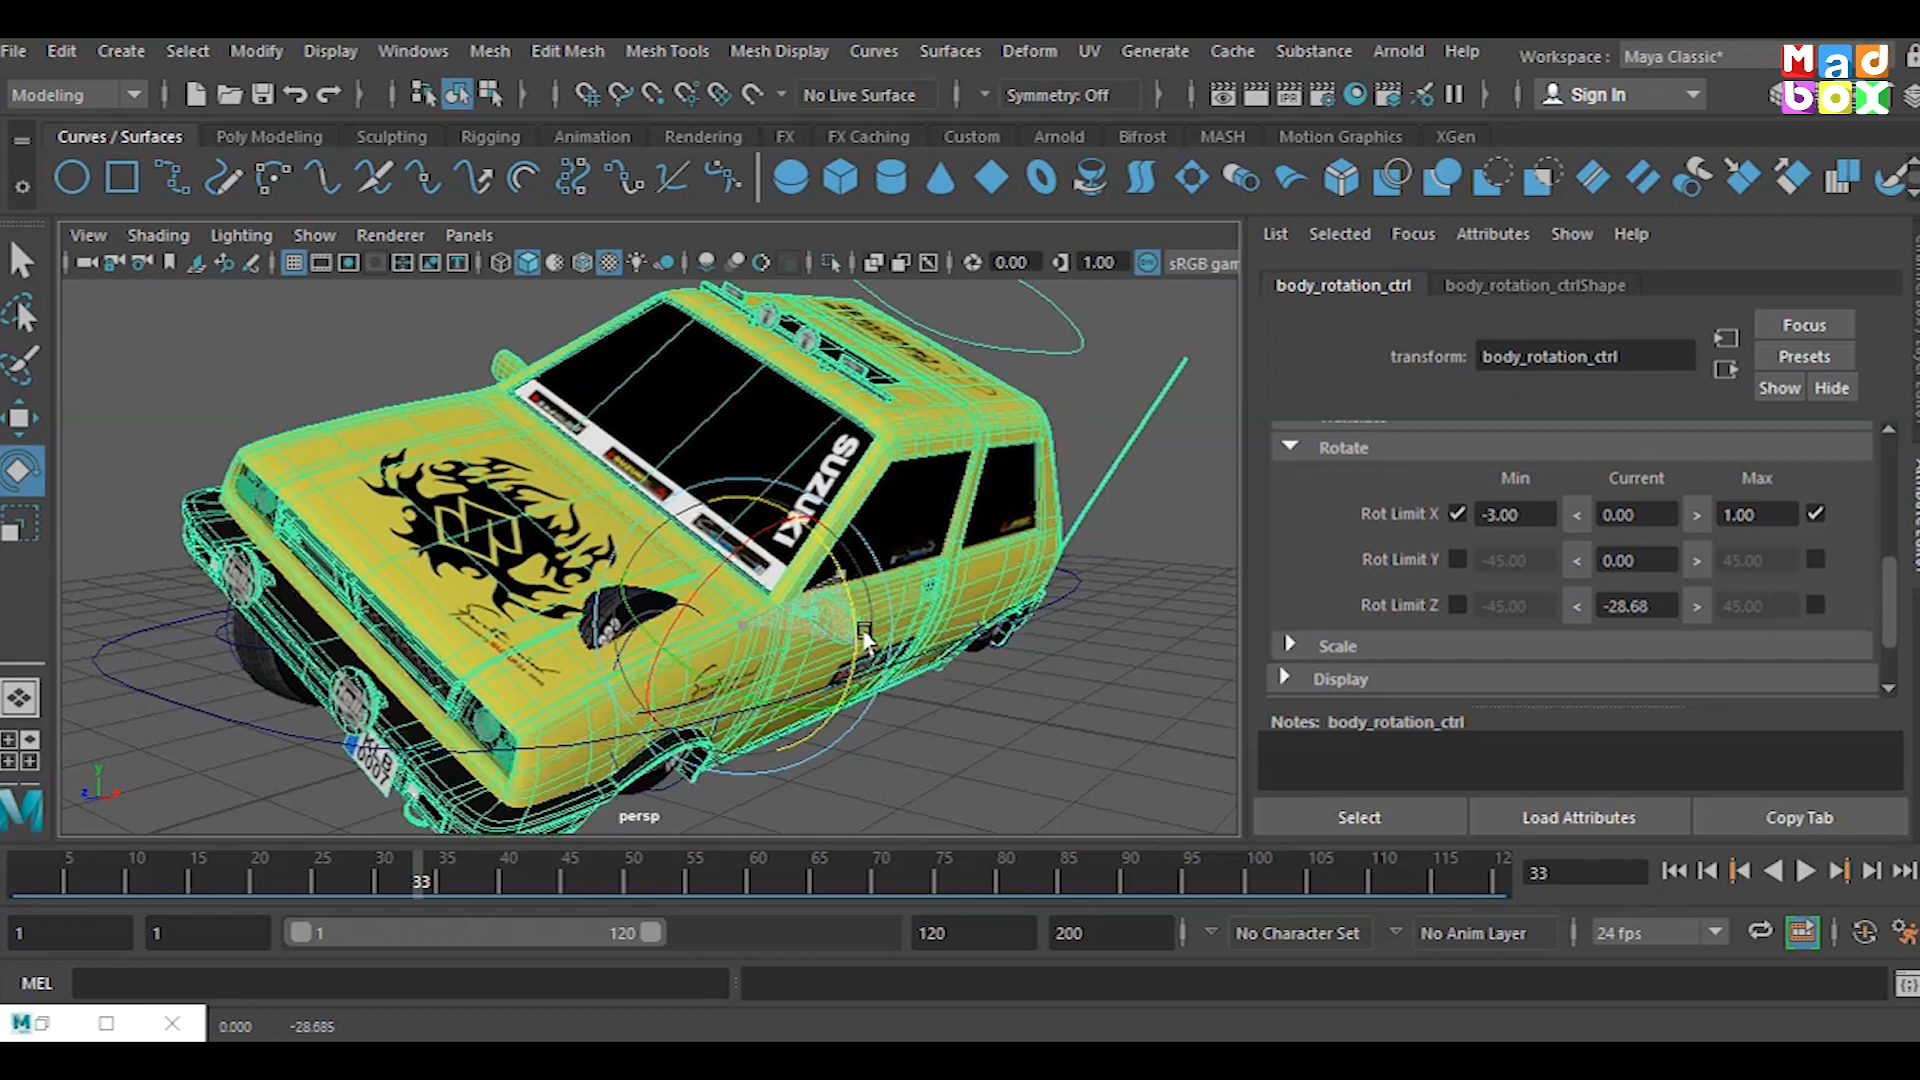 File Edit Create Select Modify Display Windows Mesh Edit Mesh Mesh Tools Mesh Display Curves Surfaces Deform UV Generate Cache Substance Arnold Help Workspace : Maya Classic*
Mad
box
Modeling No Live Surface Symmetry: Off Sign In
Curves / Surfaces Poly Modeling Sculpting Rigging Animation Rendering FX FX Caching Custom Arnold Bifrost MASH Motion Graphics XGen
View Shading Lighting Show Renderer Panels
0.00 1.00 sRGB gam
List Selected Focus Attributes Show Help
body_rotation_ctrl body_rotation_ctrlShape
transform: body_rotation_ctrl
Focus
Presets
Show Hide
Rotate
Min Current Max
Rot Limit X -3.00 < 0.00 > 1.00
Rot Limit Y -45.00 < 0.00 > 45.00
Rot Limit Z -45.00 < -28.68 > 45.00
Scale
Display
Notes: body_rotation_ctrl
Select Load Attributes Copy Tab
SUZUKI
KLB
0007
y
z x
persp
5 10 15 20 25 30 35 40 45 50 55 60 65 70 75 80 85 90 95 100 105 110 115 12
33
33
1 1 1 120 120 200 No Character Set No Anim Layer 24 fps
MEL
0.000 -28.685